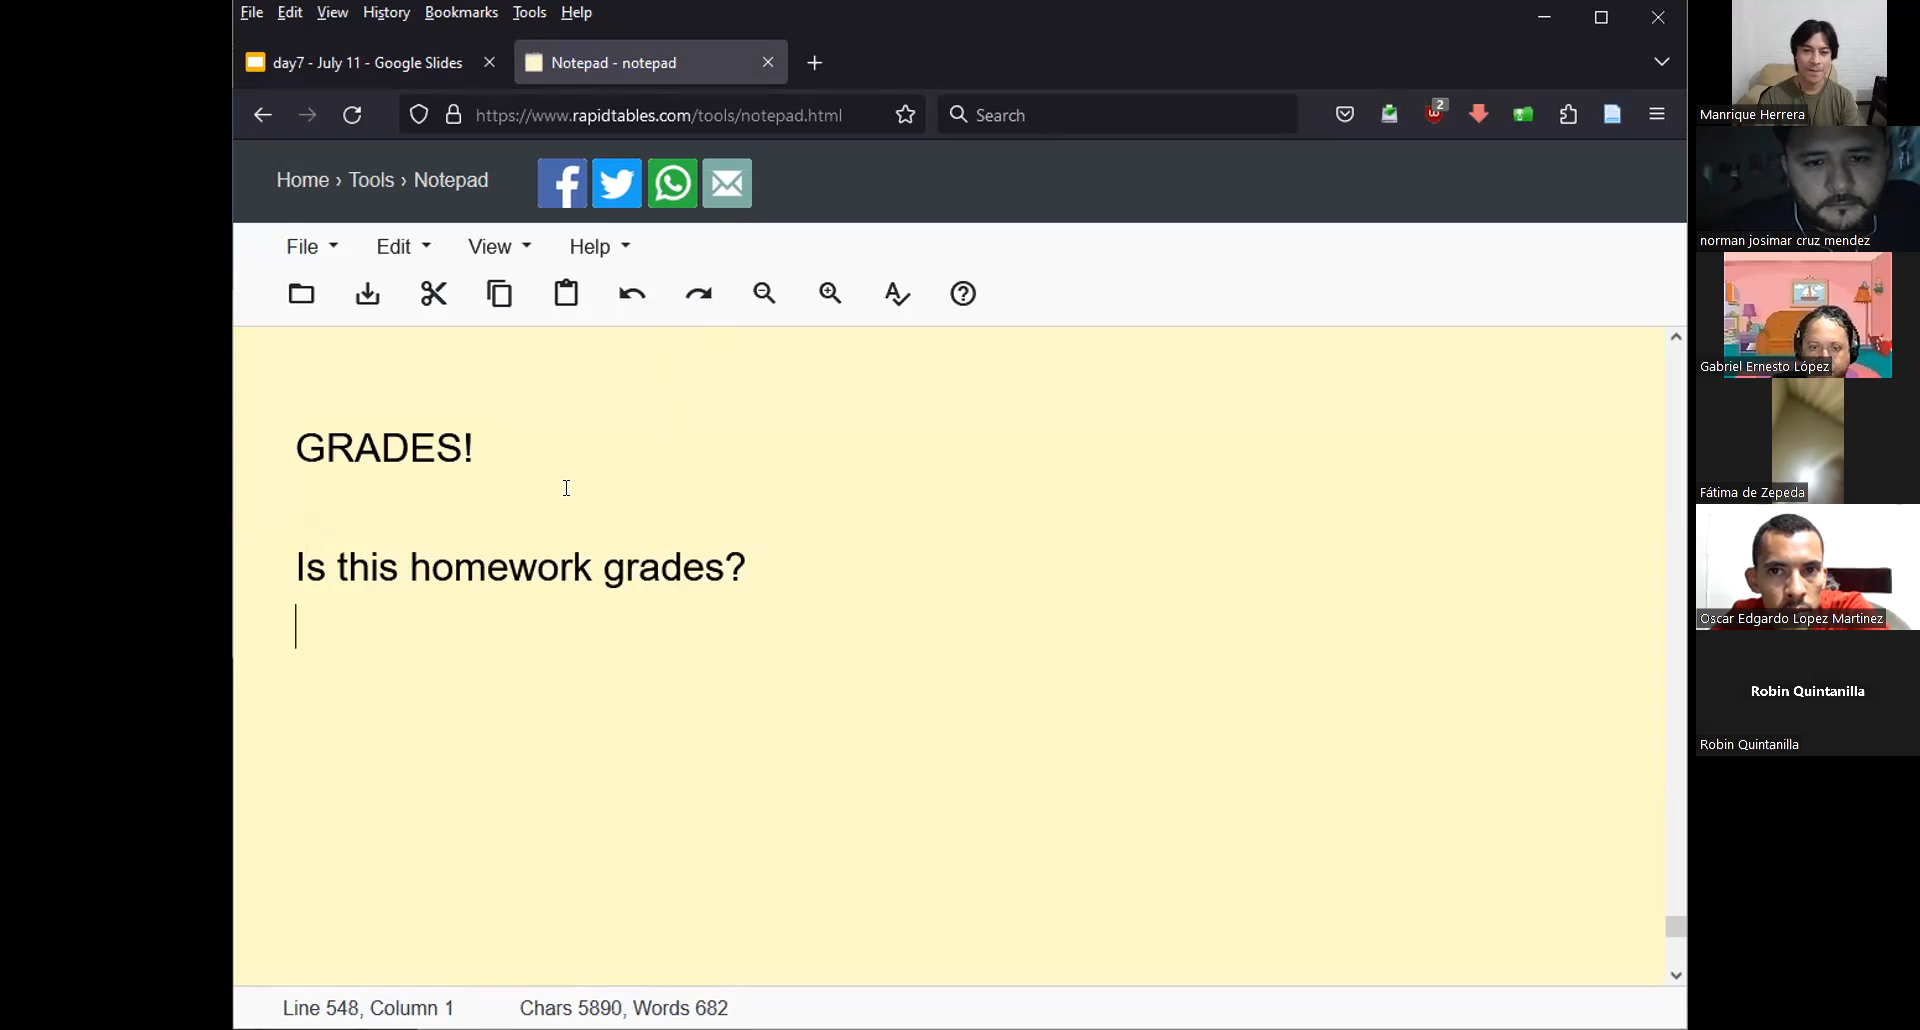 File Edit View History Bookmarks Tools Help
day7 - July 11 - Google Slides
Notepad - notepad
https://www.rapidtables.com/tools/notepad.html
Search
2
Home › Tools › Notepad
File Edit View Help
GRADES!
Is this homework grades?
Line 548, Column 1 Chars 5890, Words 682
Manrique Herrera
norman josimar cruz mendez
Gabriel Ernesto López
Fátima de Zepeda
Oscar Edgardo Lopez Martinez
Robin Quintanilla
Robin Quintanilla